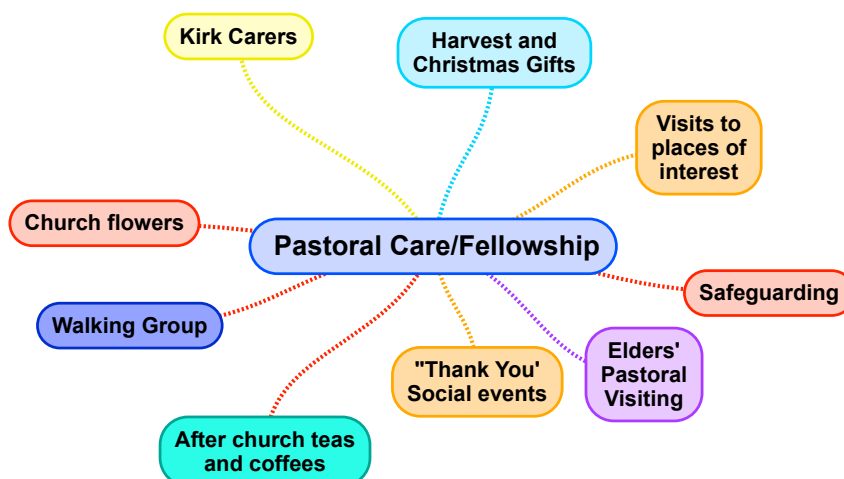 Kirk Carers
Harvest and
Christmas Gifts
Visits to
places of
interest
Church flowers
Pastoral Care/Fellowship
Safeguarding
Walking Group
"Thank You'
Social events
Elders'
Pastoral
Visiting
After church teas
and coffees